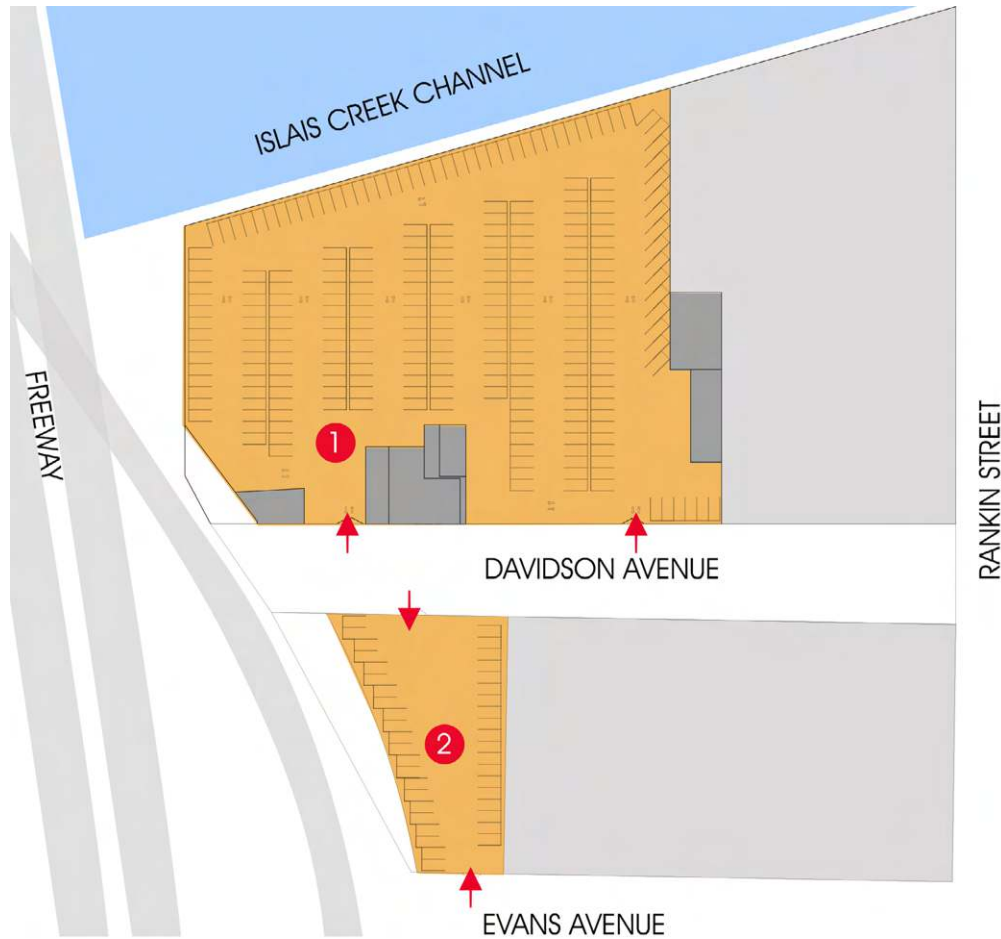 ISLAIS CREEK CHANNEL
FREEWAY
1
DAVIDSON AVENUE
RANKIN STREET
2
EVANS AVENUE